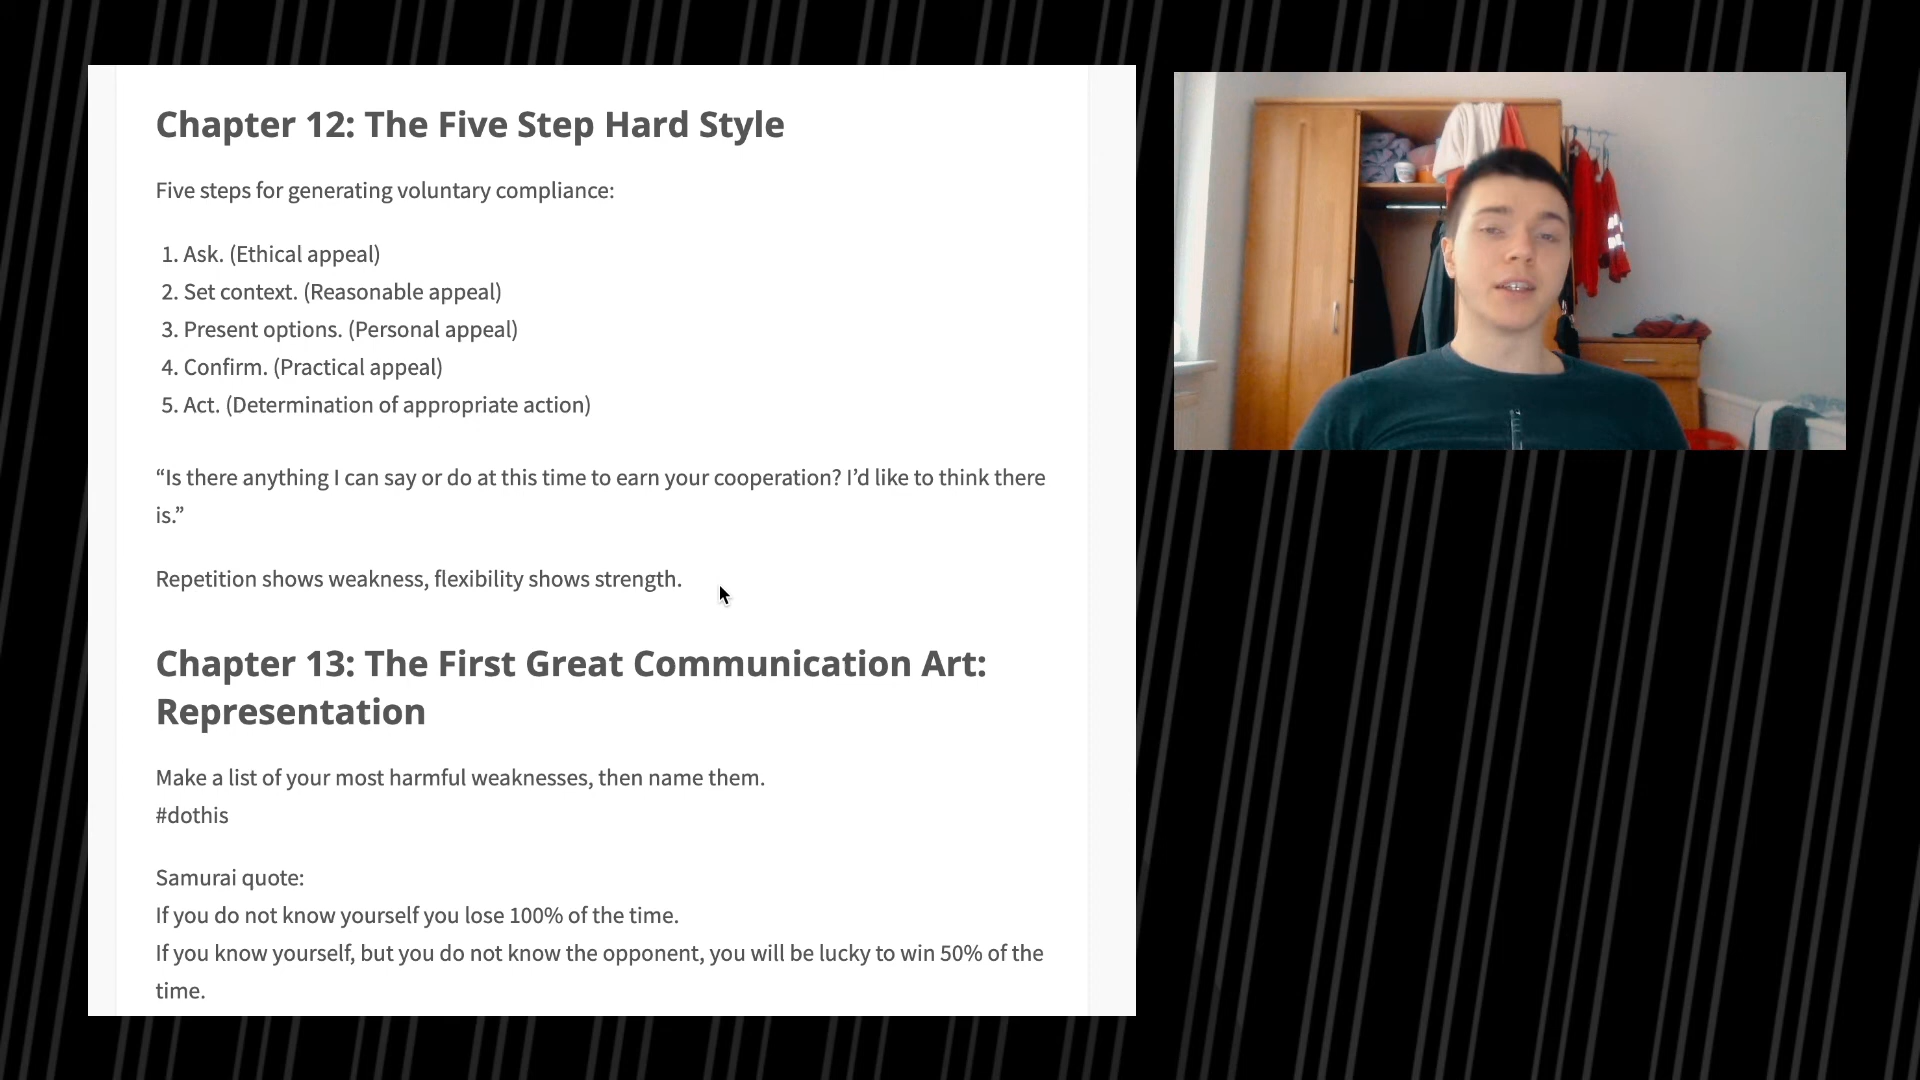 Chapter 12: The Five Step Hard Style
Five steps for generating voluntary compliance:
1. Ask. (Ethical appeal)
2. Set context. (Reasonable appeal)
3. Present options. (Personal appeal)
4. Confirm. (Practical appeal)
5. Act. (Determination of appropriate action)
“Is there anything I can say or do at this time to earn your cooperation? I’d like to think there
is.”
Repetition shows weakness, flexibility shows strength.
Chapter 13: The First Great Communication Art:
Representation
Make a list of your most harmful weaknesses, then name them.
#dothis
Samurai quote:
If you do not know yourself you lose 100% of the time.
If you know yourself, but you do not know the opponent, you will be lucky to win 50% of the
time.